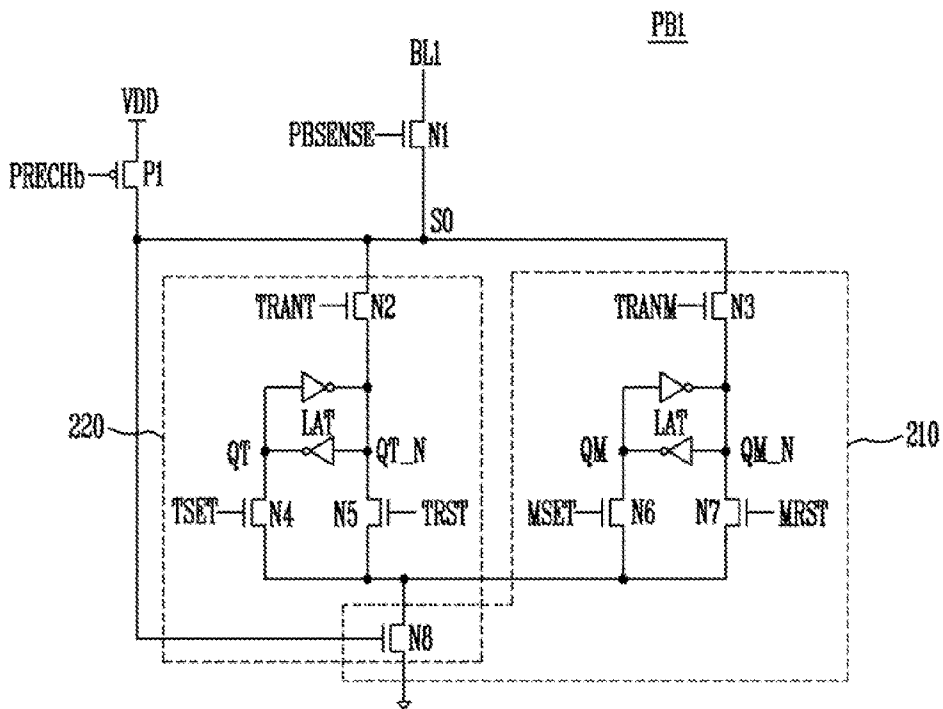 PB1
BL1
VDD
PBSENSE
N1
PRECHb
P1
SO
TRANT
N2
TRANM
N3
LAT
LAT
220
QT
QT_N
QM
QM_N
210
TSET
N4
N5
TRST
MSET
N6
N7
MRST
N8